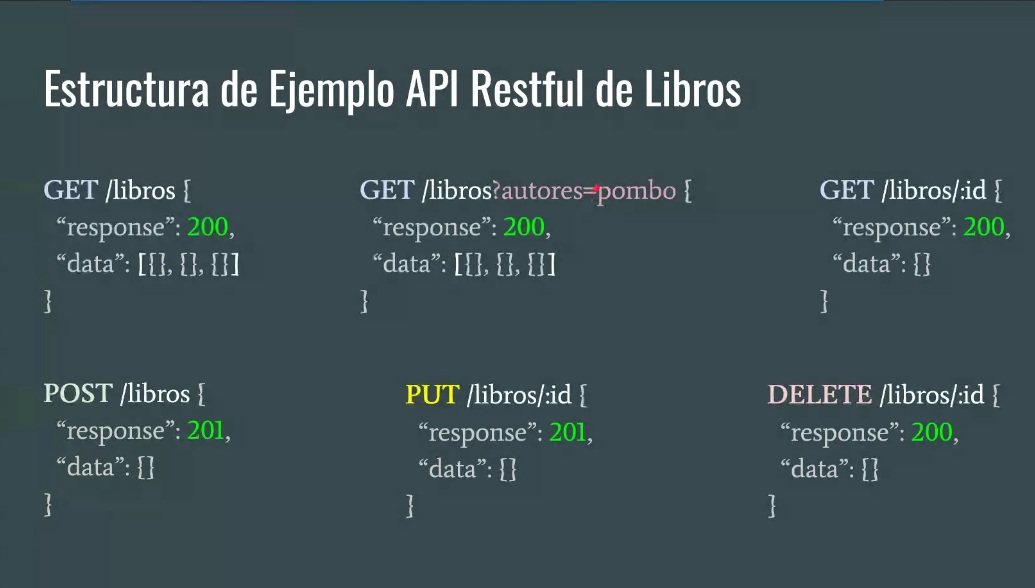 Estructura de Ejemplo API Restful de Libros
GET /libros {
“response”: 200,
“data”: [{}, {}, {}]
}
GET /libros?autores=pombo {
“response”: 200,
“data”: [{}, {}, {}]
}
GET /libros/:id {
“response”: 200,
“data”: {}
}
POST /libros {
“response”: 201,
“data”: {}
}
PUT /libros/:id {
“response”: 201,
“data”: {}
}
DELETE /libros/:id {
“response”: 200,
“data”: {}
}